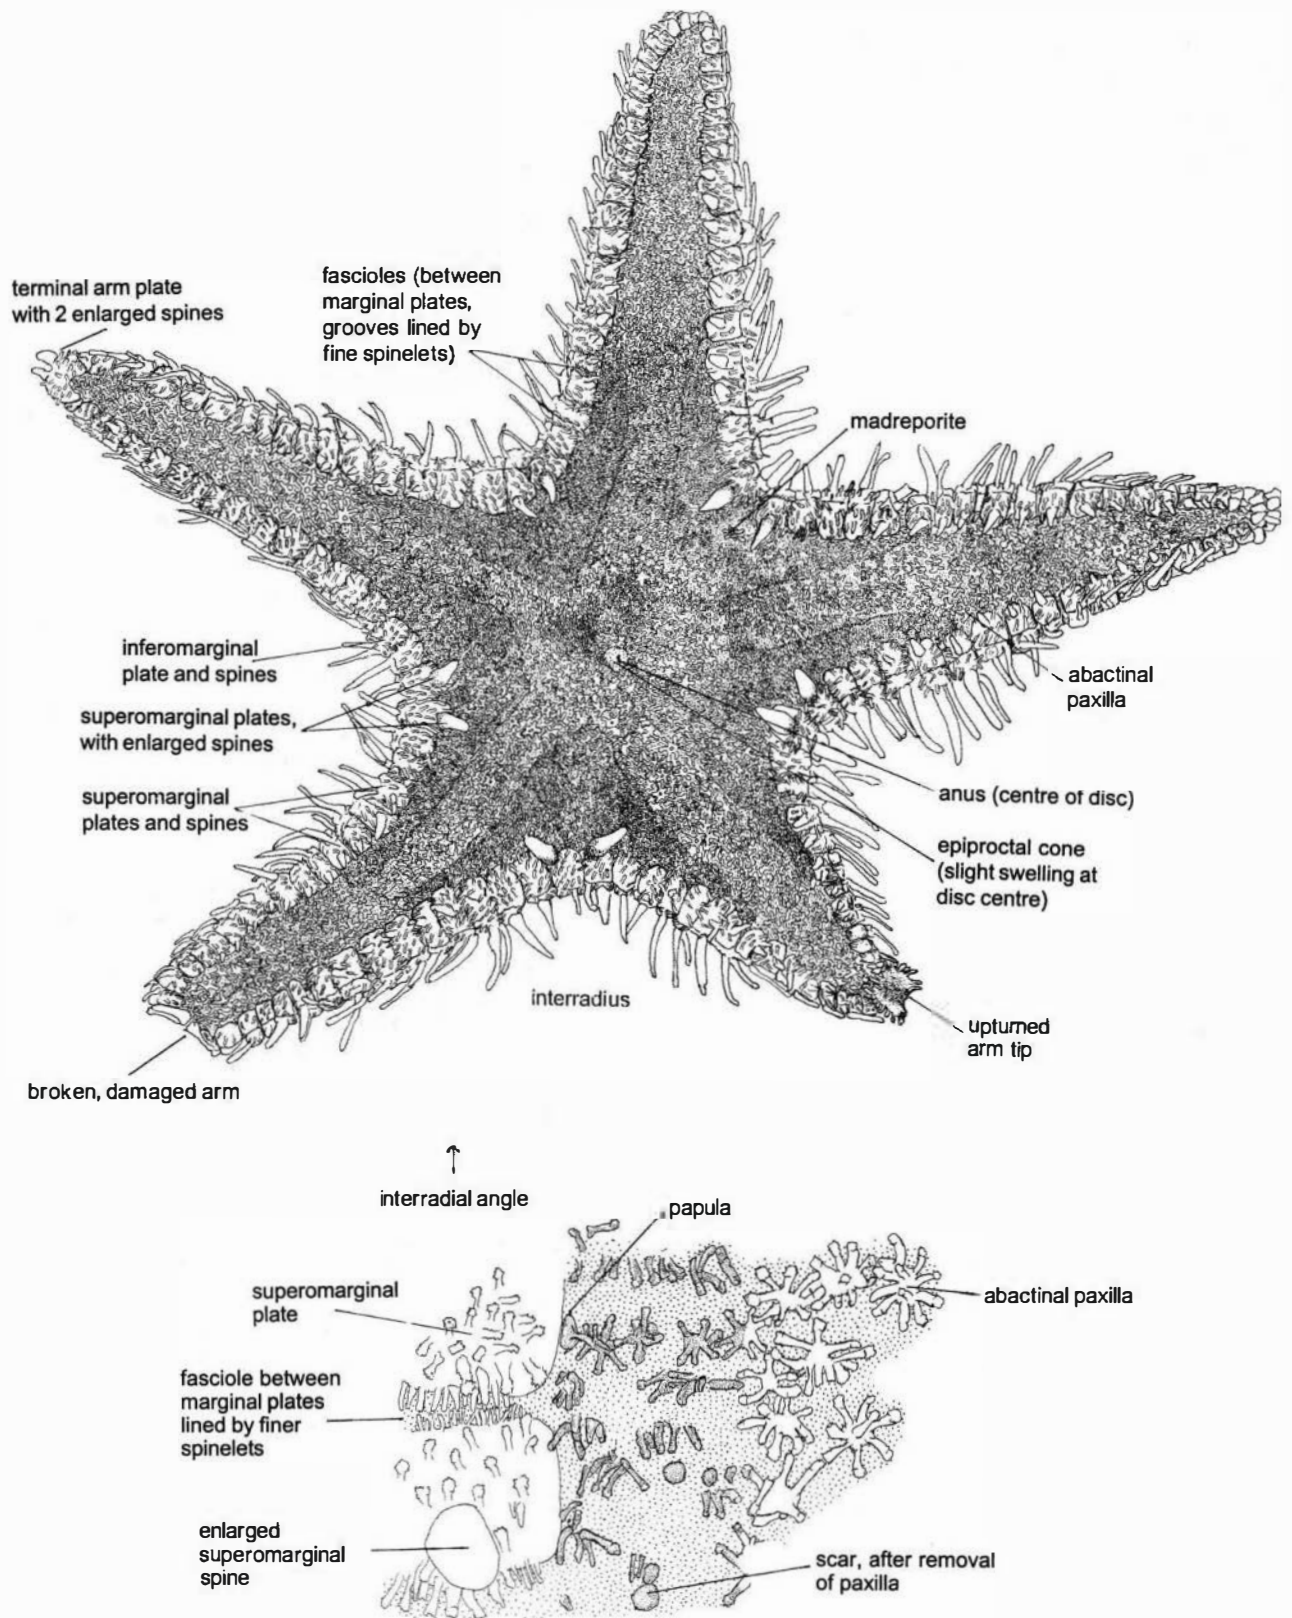 terminal arm plate
with 2 enlarged spines
fascioles (between
marginal plates,
grooves lined by
fine spinelets)
madreporite
inferomarginal
plate and spines
abactinal
paxilla
superomarginal plates,
with enlarged spines
superomarginal
plates and spines
anus (centre of disc)
epiproctal cone
(slight swelling at
disc centre)
interradius
upturned
arm tip
broken, damaged arm
interradial angle
papula
superomarginal
plate
abactinal paxilla
fasciole between
marginal plates
lined by finer
spinelets
enlarged
superomarginal
spine
scar, after removal
of paxilla